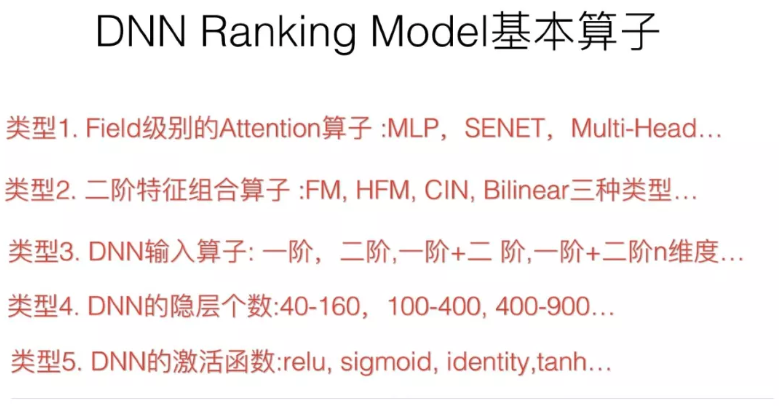 DNN Ranking Model基本算子
类型1. Field级别的Attention算子 :MLP，SENET，Multi-Head…
类型2. 二阶特征组合算子 :FM, HFM, CIN, Bilinear三种类型…
类型3. DNN输入算子: 一阶，二阶,一阶+二 阶,一阶+二阶n维度…
类型4. DNN的隐层个数:40-160，100-400, 400-900…
类型5. DNN的激活函数:relu, sigmoid, identity,tanh…